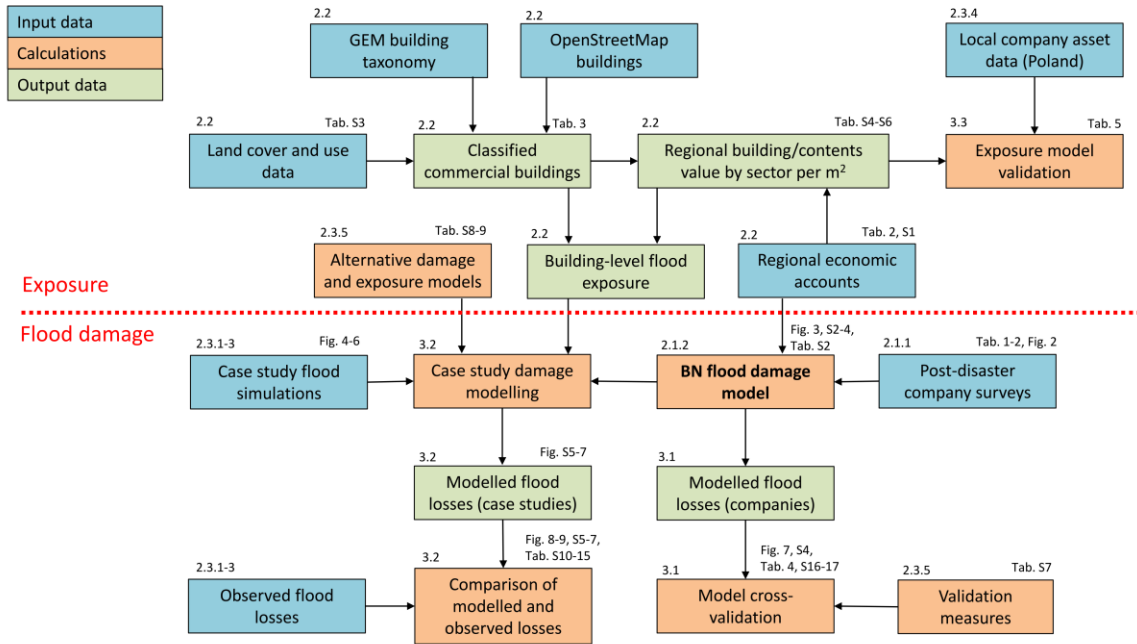 Input data
Calculations
Output data
2.2
GEM building
taxonomy
2.2
OpenStreetMap
buildings
2.3.4
Local company asset
data (Poland)
2.2
Tab. S3
Land cover and use
data
2.2
Tab. 3
Classified
commercial buildings
2.2
Tab. S4-S6
Regional building/contents
value by sector per m²
3.3
Tab. 5
Exposure model
validation
2.3.5
Tab. S8-9
Alternative damage
and exposure models
2.2
Building-level flood
exposure
2.2
Tab. 2, S1
Regional economic
accounts
Exposure
Flood damage
2.3.1-3
Fig. 4-6
Case study flood
simulations
3.2
Case study damage
modelling
2.1.2
Fig. 3, S2-4,
Tab. S2
BN flood damage
model
2.1.1
Tab. 1-2, Fig. 2
Post-disaster
company surveys
3.2
Fig. S5-7
Modelled flood
losses (case studies)
3.1
Modelled flood
losses (companies)
2.3.1-3
Observed flood
losses
3.2
Fig. 8-9, S5-7,
Tab. S10-15
Comparison of
modelled and
observed losses
3.1
Fig. 7, S4,
Tab. 4, S16-17
Model cross-
validation
2.3.5
Tab. S7
Validation
measures